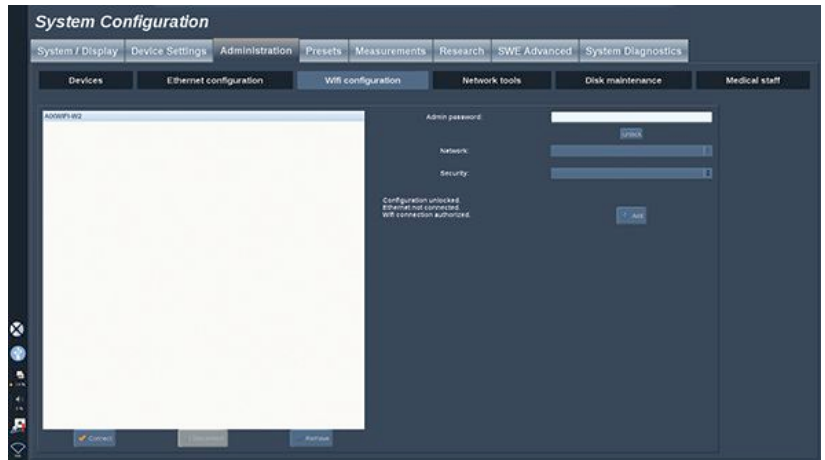 System Configuration
System / Display Device Settings Administration Presets Measurements Research SWE Advanced System Diagnostics
Devices Ethernet configuration Wifi configuration Network tools Disk maintenance Medical staff
Admin password:
Unlock
Network:
Security:
Configuration unlocked.
Ethernet not connected.
Wifi connection authorized.
Add
Connect Disconnect Remove